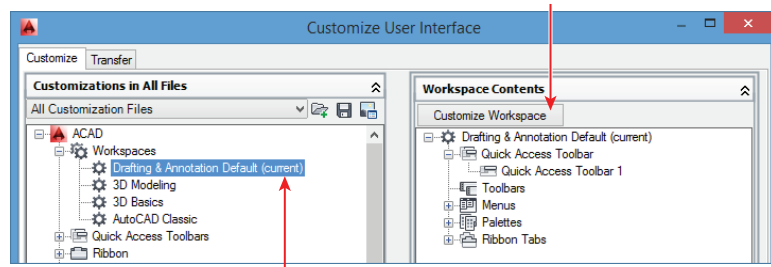 Customize User Interface
Customize Transfer
Customizations in All Files
All Customization Files
ACAD
Workspaces
Drafting & Annotation Default (current)
3D Modeling
3D Basics
AutoCAD Classic
Quick Access Toolbars
Ribbon
Workspace Contents
Customize Workspace
Drafting & Annotation Default (current)
Quick Access Toolbar
Quick Access Toolbar 1
Toolbars
Menus
Palettes
Ribbon Tabs